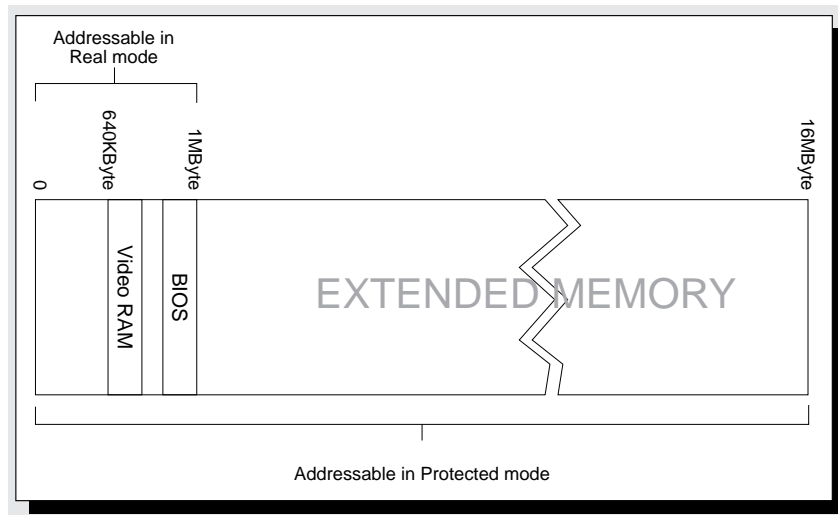 Addressable in
Real mode
0
640KByte
1MByte
16MByte
Video RAM
BIOS
EXTENDED MEMORY
Addressable in Protected mode